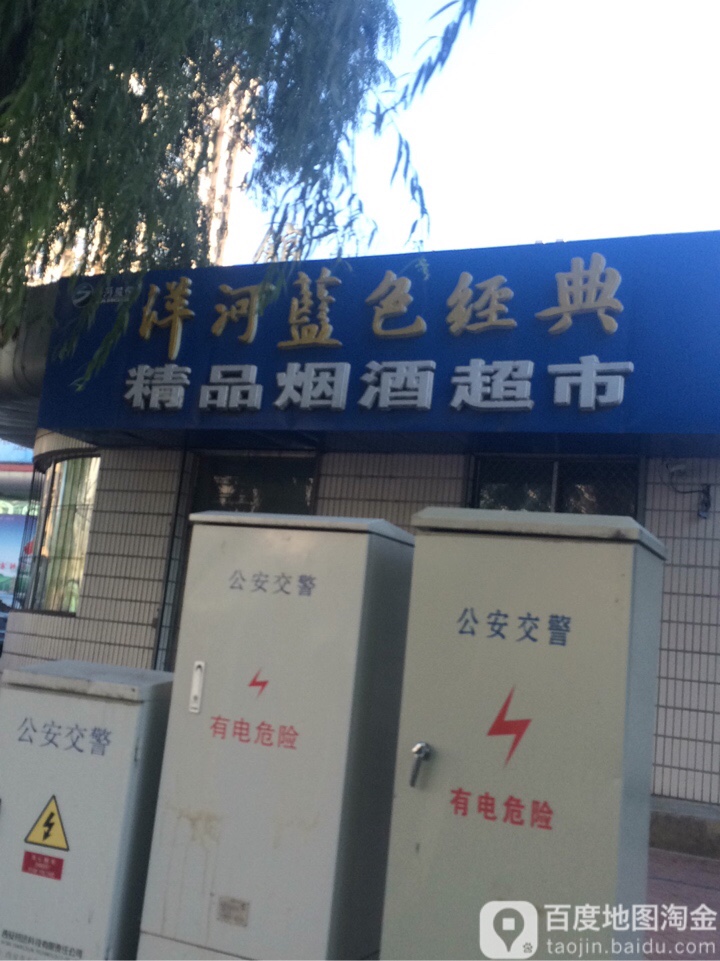 洋河藍色经典
精品烟酒超市
公安交警
有电危险
公安交警
有电危险
公安交警
百度地图淘金
taojin.baidu.com